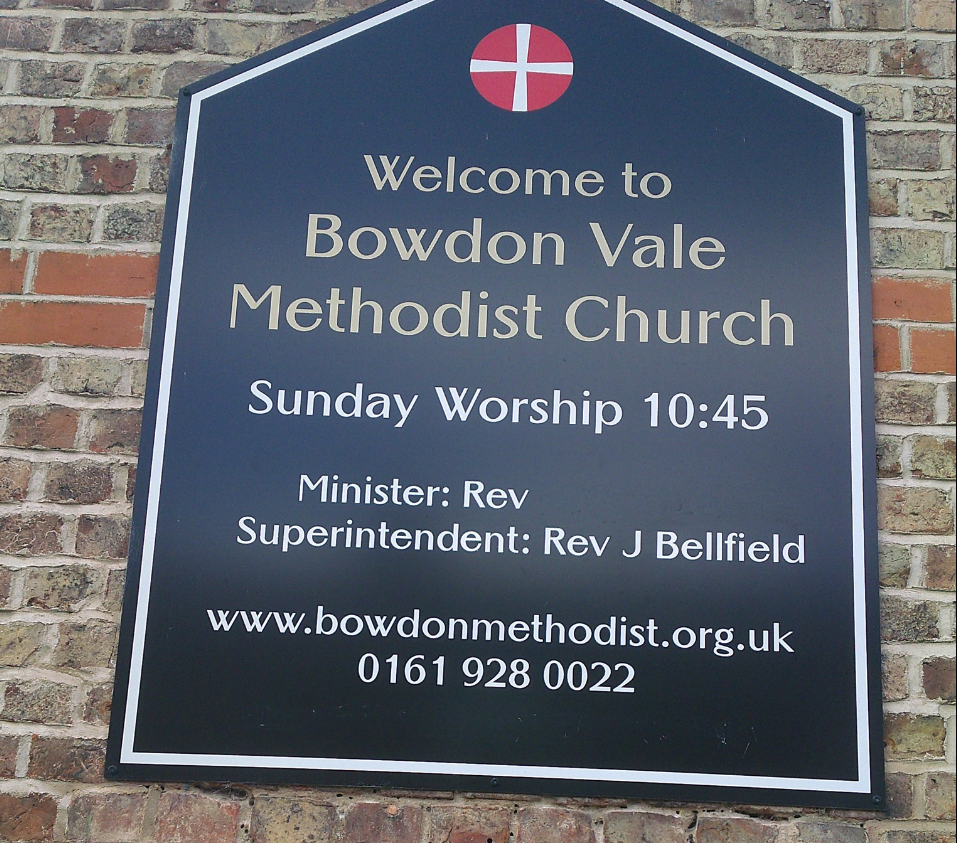 Welcome to
Bowdon Vale
Methodist Church
Sunday Worship 10:45
Minister: Rev
Superintendent: Rev J Bellfield
www.bowdonmethodist.org.uk
0161 928 0022